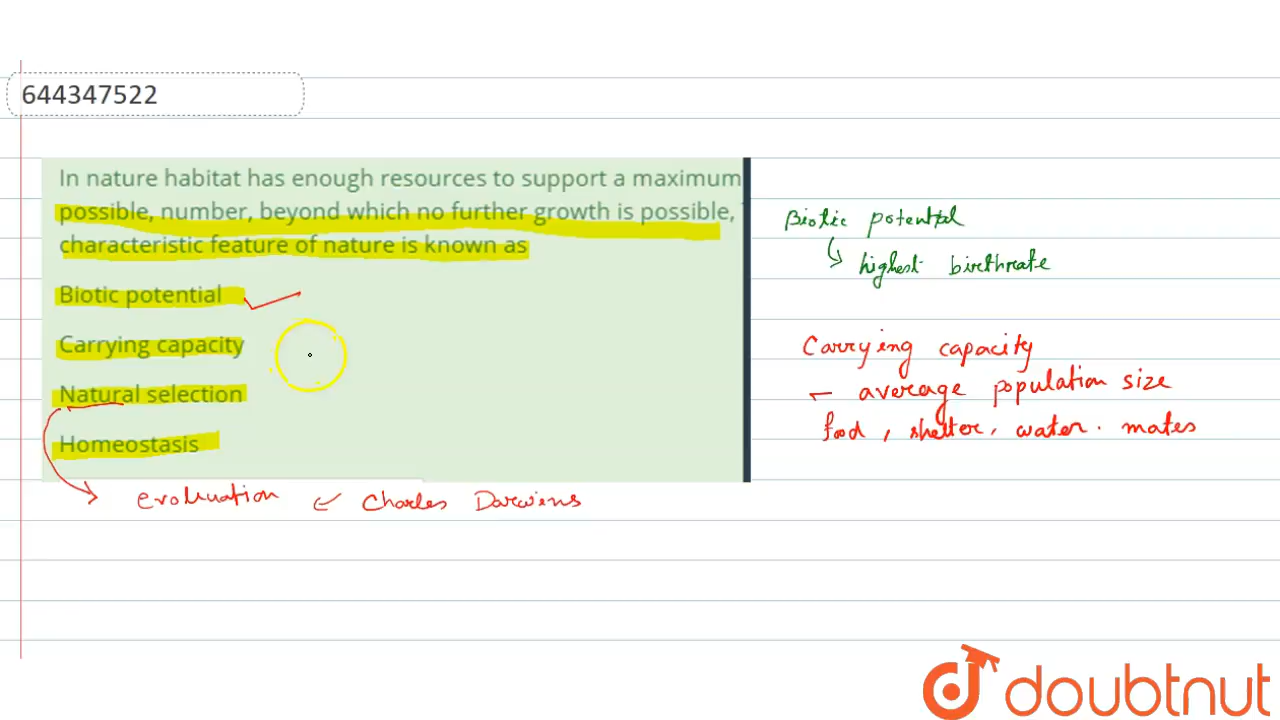 644347522
In nature habitat has enough resources to support a maximum
possible, number, beyond which no further growth is possible,
characteristic feature of nature is known as
Biotic potential
Carrying capacity
Natural selection
Homeostasis
Biotic potential
highest birethrate
Carrying capacity
← average population size
food, shelter, water. mates
evoluation ← Charles Darwins
doubtnut